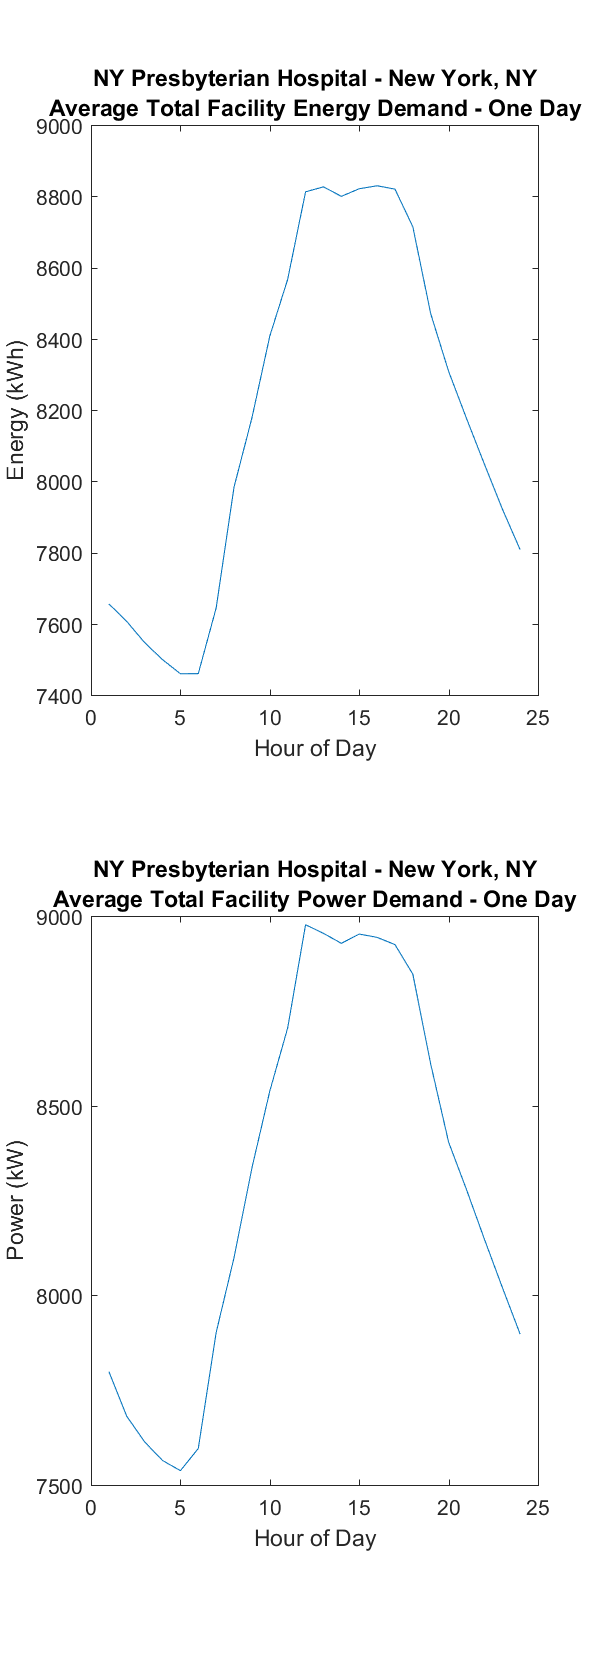 NY Presbyterian Hospital - New York, NY
Average Total Facility Energy Demand - One Day
9000
8800
8600
8400
8200
8000
7800
7600
7400
Energy (kWh)
0 5 10 15 20 25
Hour of Day
NY Presbyterian Hospital - New York, NY
Average Total Facility Power Demand - One Day
9000
8500
8000
7500
Power (kW)
0 5 10 15 20 25
Hour of Day